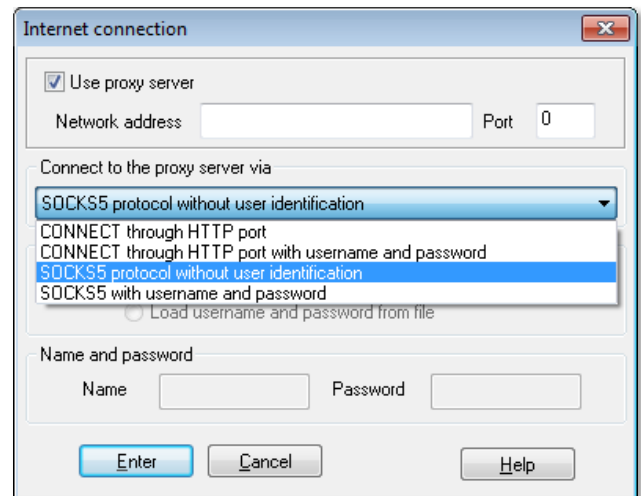 Internet connection
Use proxy server
Network address Port 0
Connect to the proxy server via
SOCKS5 protocol without user identification
CONNECT through HTTP port
CONNECT through HTTP port with username and password
SOCKS5 protocol without user identification
SOCKS5 with username and password
Load username and password from file
Name and password
Name Password
Enter Cancel Help